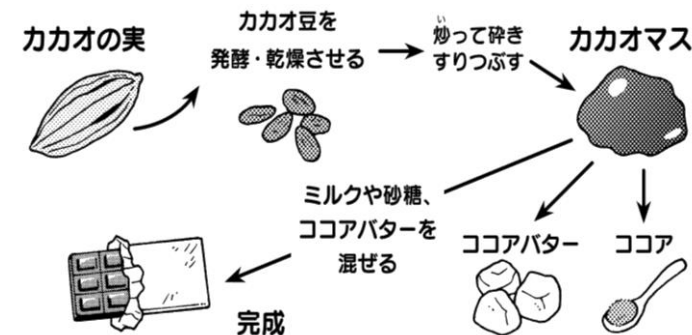 カカオの実
カカオ豆を
発酵・乾燥させる
い
炒って砕き
すりつぶす
カカオマス
ミルクや砂糖、
ココアバターを
混ぜる
ココアバター
ココア
完成